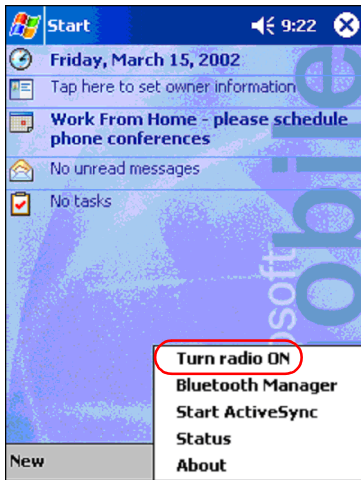 Start 9:22
Friday, March 15, 2002
Tap here to set owner information
Work From Home - please schedule
phone conferences
No unread messages
No tasks
Turn radio ON
Bluetooth Manager
Start ActiveSync
Status
About
New